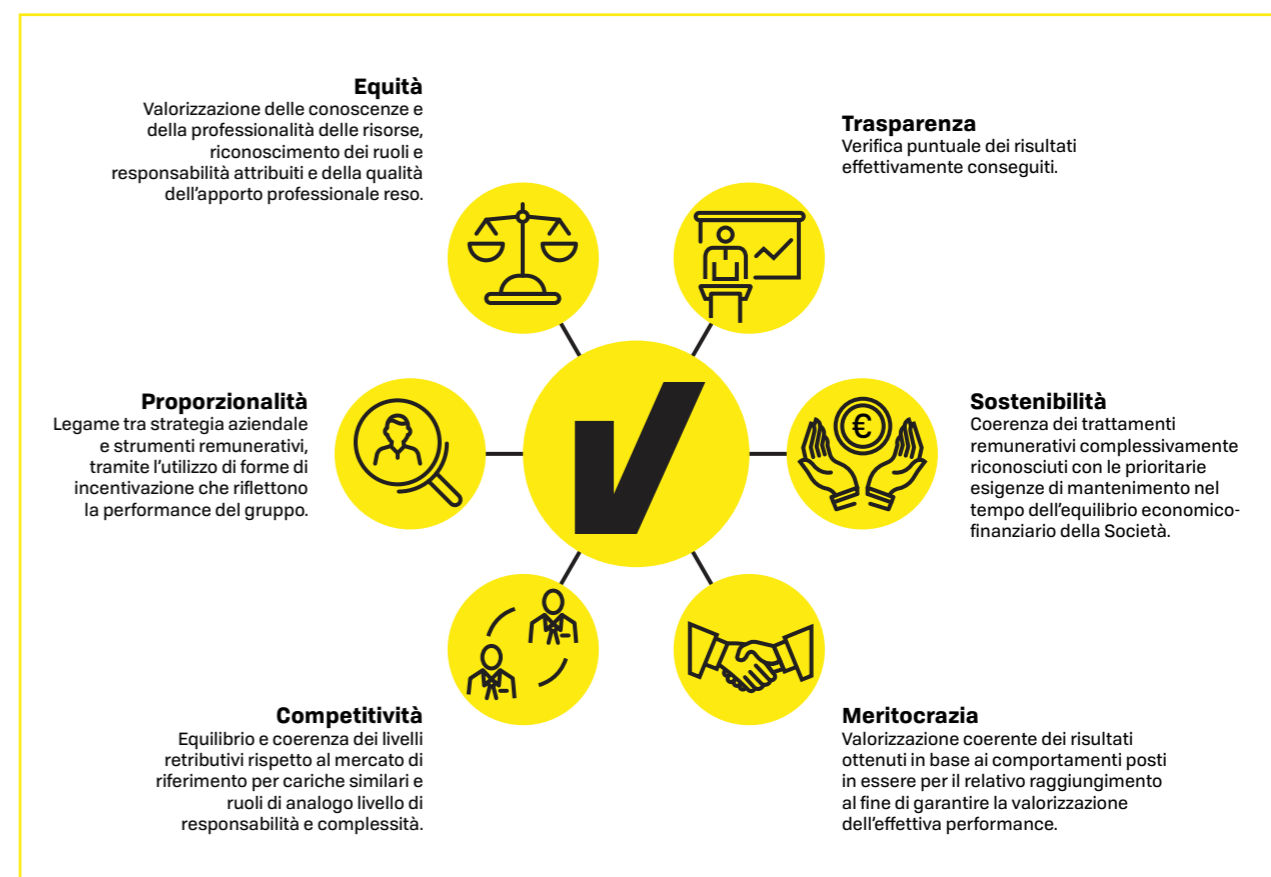 Equità
Valorizzazione delle conoscenze e
della professionalità delle risorse,
riconoscimento dei ruoli e
responsabilità attribuiti e della qualità
dell'apporto professionale reso.
Trasparenza
Verifica puntuale dei risultati
effettivamente conseguiti.
Proporzionalità
Legame tra strategia aziendale
e strumenti remunerativi,
tramite l'utilizzo di forme di
incentivazione che riflettono
la performance del gruppo.
€
Sostenibilità
Coerenza dei trattamenti
remunerativi complessivamente
riconosciuti con le prioritarie
esigenze di mantenimento nel
tempo dell'equilibrio economico-
finanziario della Società.
Competitività
Equilibrio e coerenza dei livelli
retributivi rispetto al mercato di
riferimento per cariche similari e
ruoli di analogo livello di
responsabilità e complessità.
Meritocrazia
Valorizzazione coerente dei risultati
ottenuti in base ai comportamenti posti
in essere per il relativo raggiungimento
al fine di garantire la valorizzazione
dell'effettiva performance.